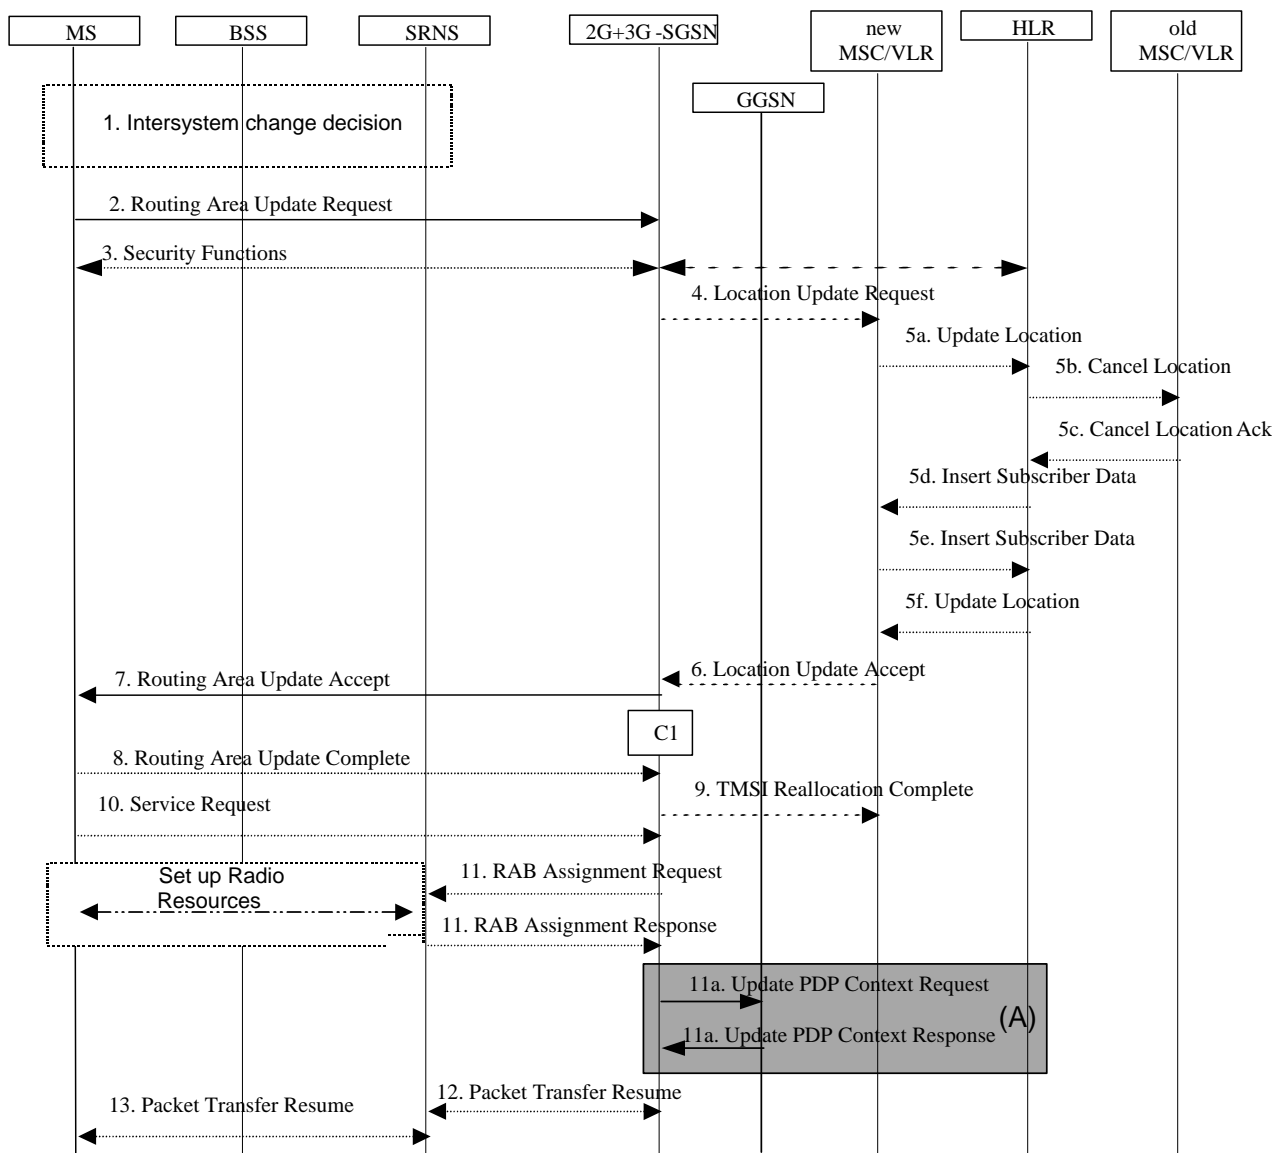 MS
BSS
SRNS
2G+3G -SGSN
new
MSC/VLR
HLR
old
MSC/VLR
GGSN
1. Intersystem change decision
2. Routing Area Update Request
3. Security Functions
4. Location Update Request
5a. Update Location
5b. Cancel Location
5c. Cancel Location Ack
5d. Insert Subscriber Data
5e. Insert Subscriber Data
5f. Update Location
6. Location Update Accept
7. Routing Area Update Accept
C1
8. Routing Area Update Complete
9. TMSI Reallocation Complete
10. Service Request
11. RAB Assignment Request
Set up Radio
Resources
11. RAB Assignment Response
11a. Update PDP Context Request
(A)
11a. Update PDP Context Response
12. Packet Transfer Resume
13. Packet Transfer Resume